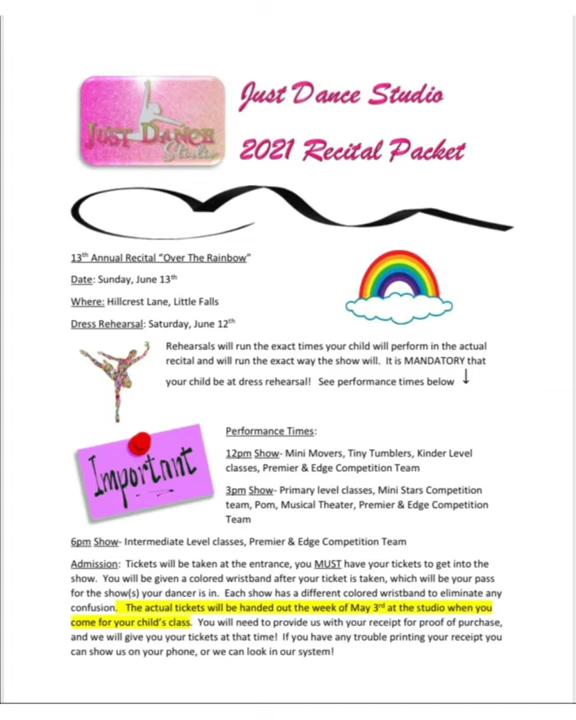 JUST DANCE
Studio
Just Dance Studio
2021 Recital Packet
13th Annual Recital "Over The Rainbow"
Date: Sunday, June 13th
Where: Hillcrest Lane, Little Falls
Dress Rehearsal: Saturday, June 12th
Rehearsals will run the exact times your child will perform in the actual
recital and will run the exact way the show will. It is MANDATORY that
your child be at dress rehearsal! See performance times below ↓
Important
Performance Times:
12pm Show- Mini Movers, Tiny Tumblers, Kinder Level
classes, Premier & Edge Competition Team
3pm Show- Primary level classes, Mini Stars Competition
team, Pom, Musical Theater, Premier & Edge Competition
Team
6pm Show- Intermediate Level classes, Premier & Edge Competition Team
Admission: Tickets will be taken at the entrance, you MUST have your tickets to get into the
show. You will be given a colored wristband after your ticket is taken, which will be your pass
for the show(s) your dancer is in. Each show has a different colored wristband to eliminate any
confusion. The actual tickets will be handed out the week of May 3rd at the studio when you
come for your child's class. You will need to provide us with your receipt for proof of purchase,
and we will give you your tickets at that time! If you have any trouble printing your receipt you
can show us on your phone, or we can look in our system!